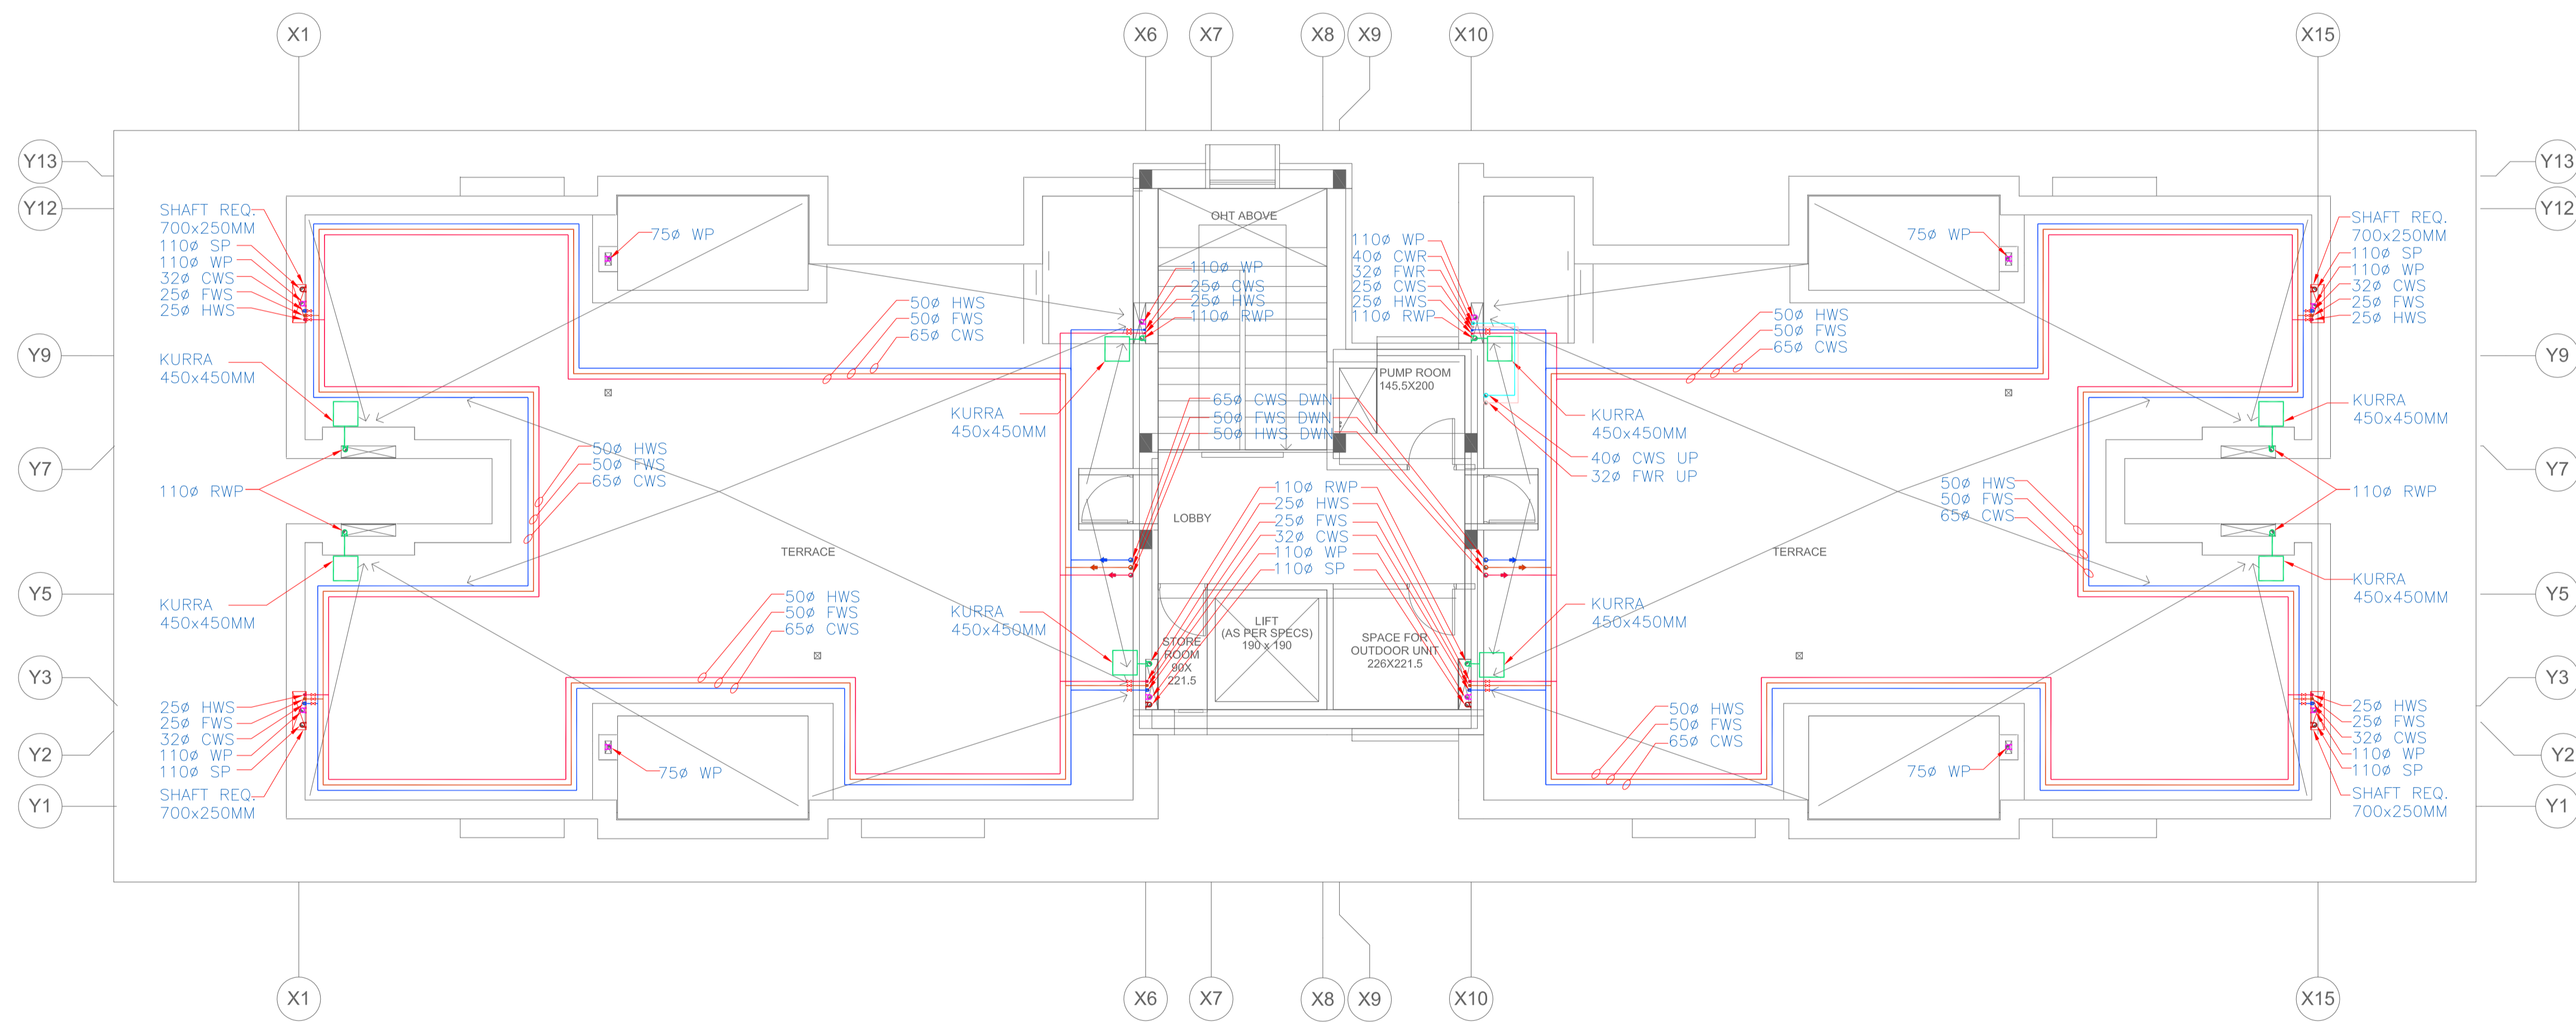 X1
X6
X7
X8
X9
X10
X15
Y13
Y12
Y9
Y7
Y5
Y3
Y2
Y1
Y13
Y12
Y9
Y7
Y5
Y3
Y2
Y1
SHAFT REQ.
700x250MM
110ø SP
110ø WP
32ø CWS
25ø FWS
25ø HWS
KURRA
450x450MM
110ø RWP
KURRA
450x450MM
25ø HWS
25ø FWS
32ø CWS
110ø WP
110ø SP
SHAFT REQ.
700x250MM
75ø WP
50ø HWS
50ø FWS
65ø CWS
50ø HWS
50ø FWS
65ø CWS
TERRACE
50ø HWS
50ø FWS
65ø CWS
75ø WP
KURRA
450x450MM
KURRA
450x450MM
OHT ABOVE
110ø WP
25ø CWS
25ø HWS
110ø RWP
110ø WP
40ø CWR
32ø FWR
25ø CWS
25ø HWS
110ø RWP
PUMP ROOM
145.5X200
65ø CWS DWN
50ø FWS DWN
50ø HWS DWN
LOBBY
110ø RWP
25ø HWS
25ø FWS
32ø CWS
110ø WP
110ø SP
STORE
ROOM
90X
221.5
LIFT
(AS PER SPECS)
190 x 190
SPACE FOR
OUTDOOR UNIT
226X221.5
KURRA
450x450MM
40ø CWS UP
32ø FWR UP
KURRA
450x450MM
50ø HWS
50ø FWS
65ø CWS
75ø WP
TERRACE
50ø HWS
50ø FWS
65ø CWS
50ø HWS
50ø FWS
65ø CWS
75ø WP
SHAFT REQ.
700x250MM
110ø SP
110ø WP
32ø CWS
25ø FWS
25ø HWS
KURRA
450x450MM
110ø RWP
KURRA
450x450MM
25ø HWS
25ø FWS
32ø CWS
110ø WP
110ø SP
SHAFT REQ.
700x250MM
X1
X6
X7
X8
X9
X10
X15